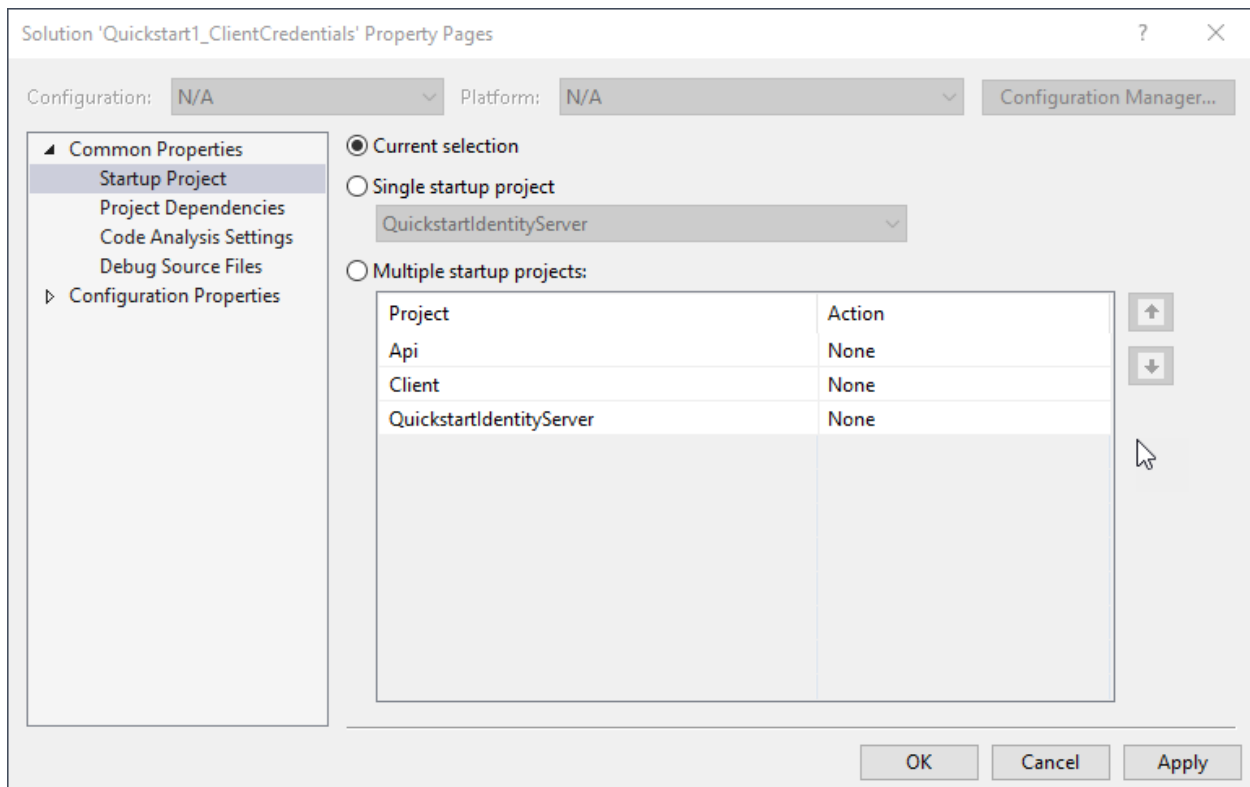 Solution 'Quickstart1_ClientCredentials' Property Pages
Configuration: N/A Platform: N/A Configuration Manager...
Common Properties
Startup Project
Project Dependencies
Code Analysis Settings
Debug Source Files
Configuration Properties
Current selection
Single startup project
QuickstartIdentityServer
Multiple startup projects:
Project Action
Api None
Client None
QuickstartIdentityServer None
OK Cancel Apply